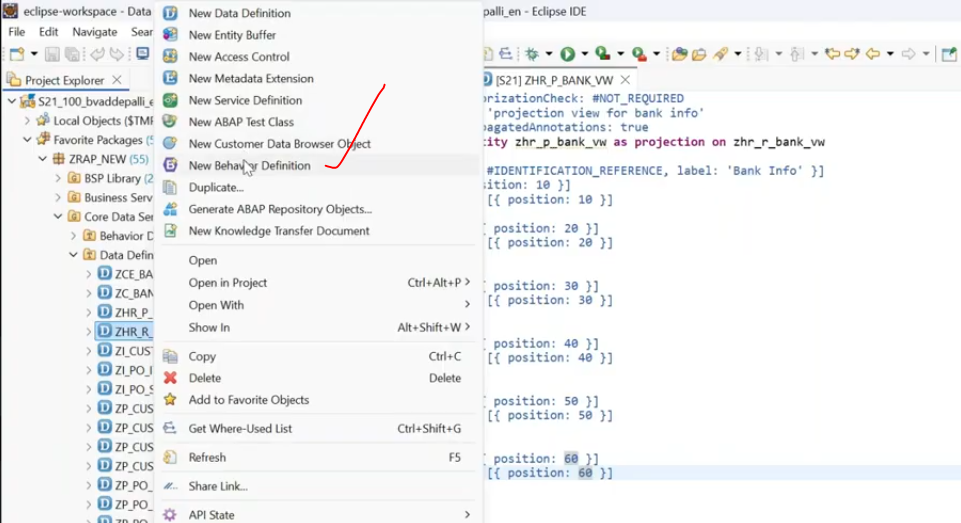 eclipse-workspace
palli_en - Eclipse IDE
File Edit Navigate
Project Explorer
[S21] ZHR_P_BANK_VW
S21_100_bvaddepalli_e
Local Objects ($TMF
Favorite Packages (5
ZRAP_NEW (55)
BSP Library (2
Business Serv
Core Data Ser
Behavior D
Data Defin
ZCE_BA
ZC_BAN
ZHR_P_
ZHR_R_
ZI_CUST
ZI_PO_I
ZI_PO_S
ZP_CUS
ZP_CUS
ZP_CUS
ZP_CUS
ZP_PO_
ZP_PO_
New Data Definition
New Entity Buffer
New Access Control
New Metadata Extension
New Service Definition
New ABAP Test Class
New Customer Data Browser Object
New Behavior Definition
Duplicate...
Generate ABAP Repository Objects...
New Knowledge Transfer Document
Open
Open in Project Ctrl+Alt+P
Open With
Show In Alt+Shift+W
Copy Ctrl+C
Delete Delete
Add to Favorite Objects
Get Where-Used List Ctrl+Shift+G
Refresh F5
Share Link...
API State
orizationCheck: #NOT_REQUIRED
'projection view for bank info'
pagatedAnnotations: true
tity zhr_p_bank_vw as projection on zhr_r_bank_vw
#IDENTIFICATION_REFERENCE, label: 'Bank Info' }]
sition: 10 }]
[{ position: 10 }]
{ position: 20 }]
[{ position: 20 }]
{ position: 30 }]
[{ position: 30 }]
{ position: 40 }]
[{ position: 40 }]
{ position: 50 }]
[{ position: 50 }]
{ position: 60 }]
[{ position: 60 }]